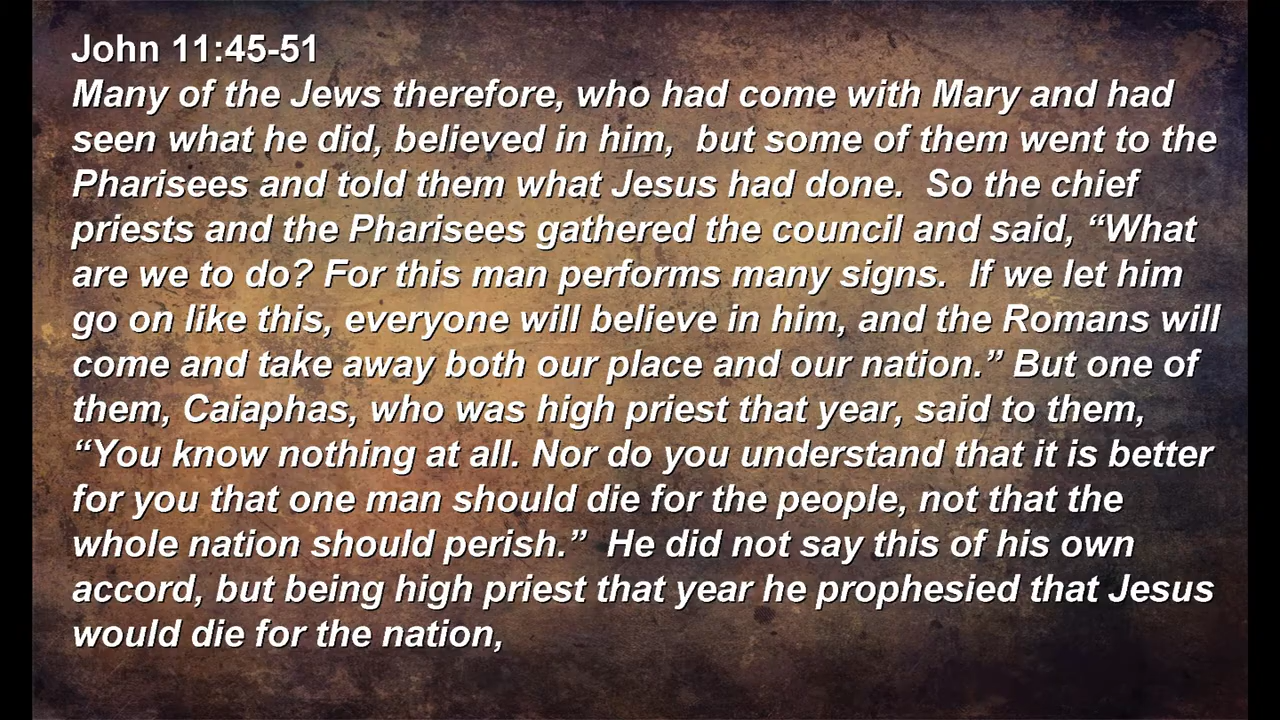 John 11:45-51
Many of the Jews therefore, who had come with Mary and had
seen what he did, believed in him,  but some of them went to the
Pharisees and told them what Jesus had done.  So the chief
priests and the Pharisees gathered the council and said, “What
are we to do? For this man performs many signs.  If we let him
go on like this, everyone will believe in him, and the Romans will
come and take away both our place and our nation.” But one of
them, Caiaphas, who was high priest that year, said to them,
“You know nothing at all. Nor do you understand that it is better
for you that one man should die for the people, not that the
whole nation should perish.”  He did not say this of his own
accord, but being high priest that year he prophesied that Jesus
would die for the nation,